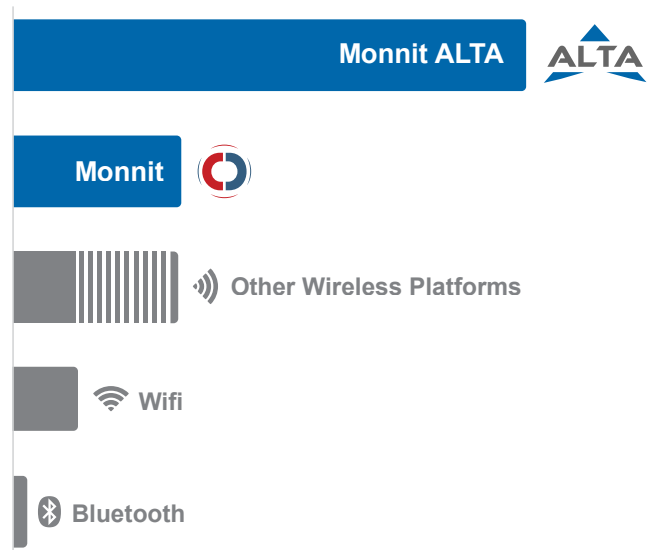 Monnit ALTA
ALTA
Monnit
Other Wireless Platforms
Wifi
Bluetooth